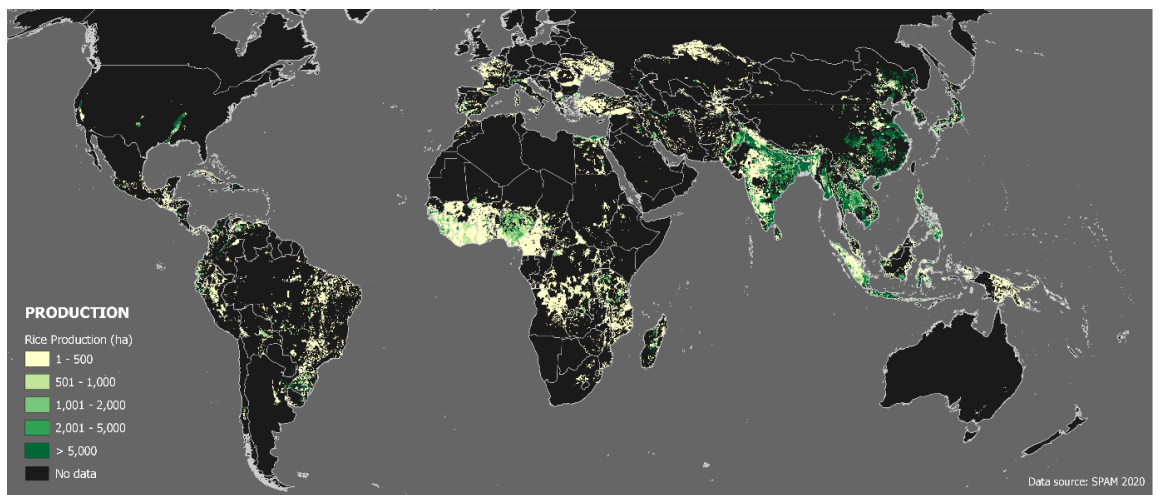 PRODUCTION
Rice Production (ha)
1 - 500
501 - 1,000
1,001 - 2,000
2,001 - 5,000
> 5,000
No data
Data source: SPAM 2020